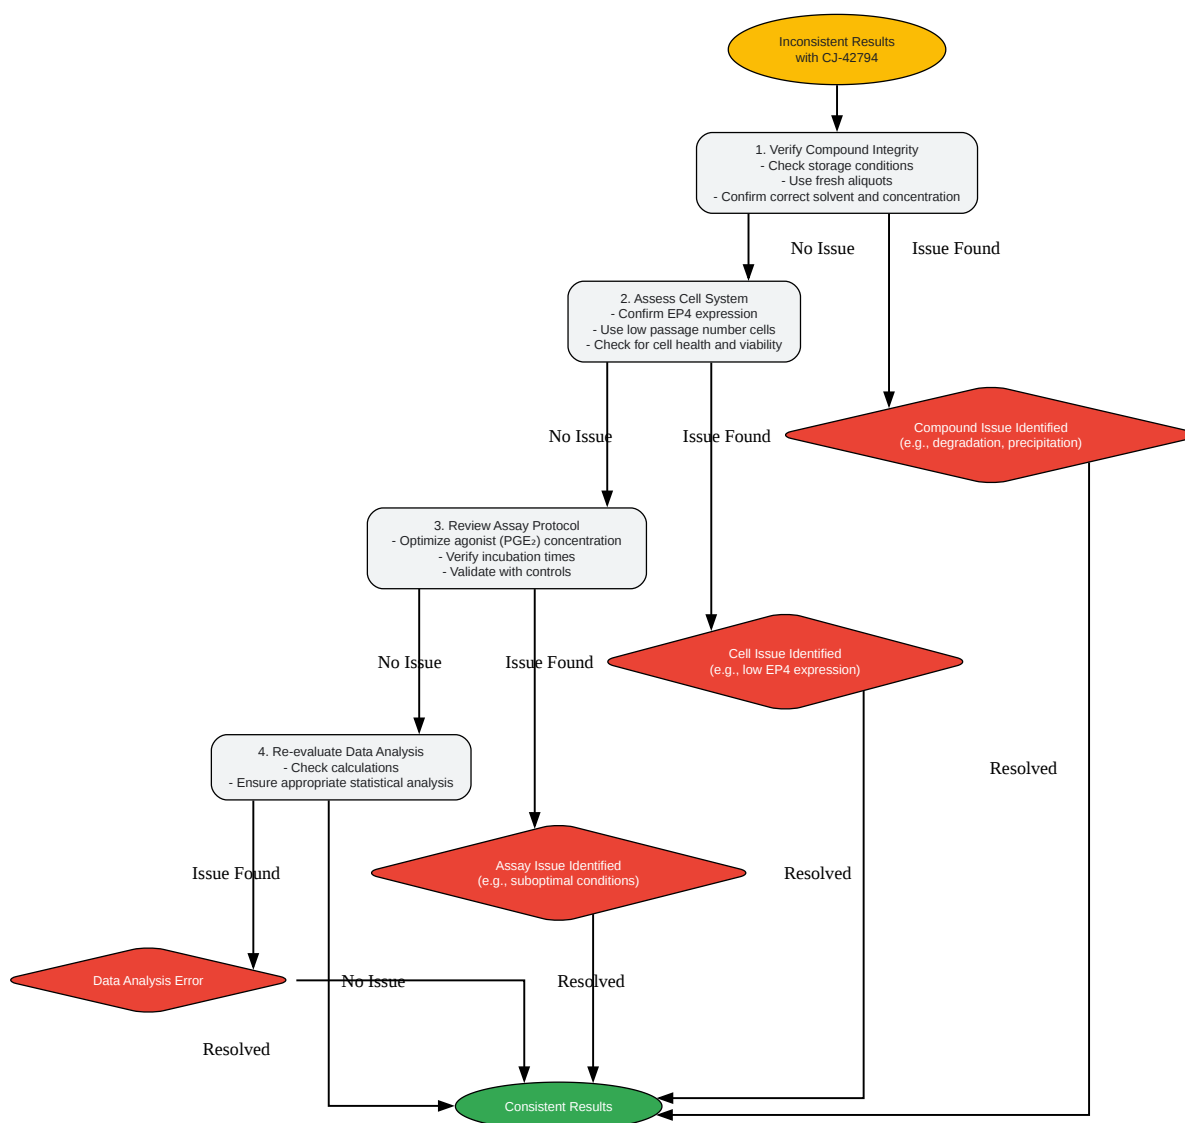 Inconsistent Results
with CJ-42794
1. Verify Compound Integrity
- Check storage conditions
- Use fresh aliquots
- Confirm correct solvent and concentration
No Issue
Issue Found
2. Assess Cell System
- Confirm EP4 expression
- Use low passage number cells
- Check for cell health and viability
No Issue
Issue Found
Compound Issue Identified
(e.g., degradation, precipitation)
3. Review Assay Protocol
- Optimize agonist (PGE₂) concentration
- Verify incubation times
- Validate with controls
No Issue
Issue Found
Cell Issue Identified
(e.g., low EP4 expression)
4. Re-evaluate Data Analysis
- Check calculations
- Ensure appropriate statistical analysis
Resolved
Issue Found
Assay Issue Identified
(e.g., suboptimal conditions)
Resolved
Data Analysis Error
No Issue
Resolved
Resolved
Consistent Results